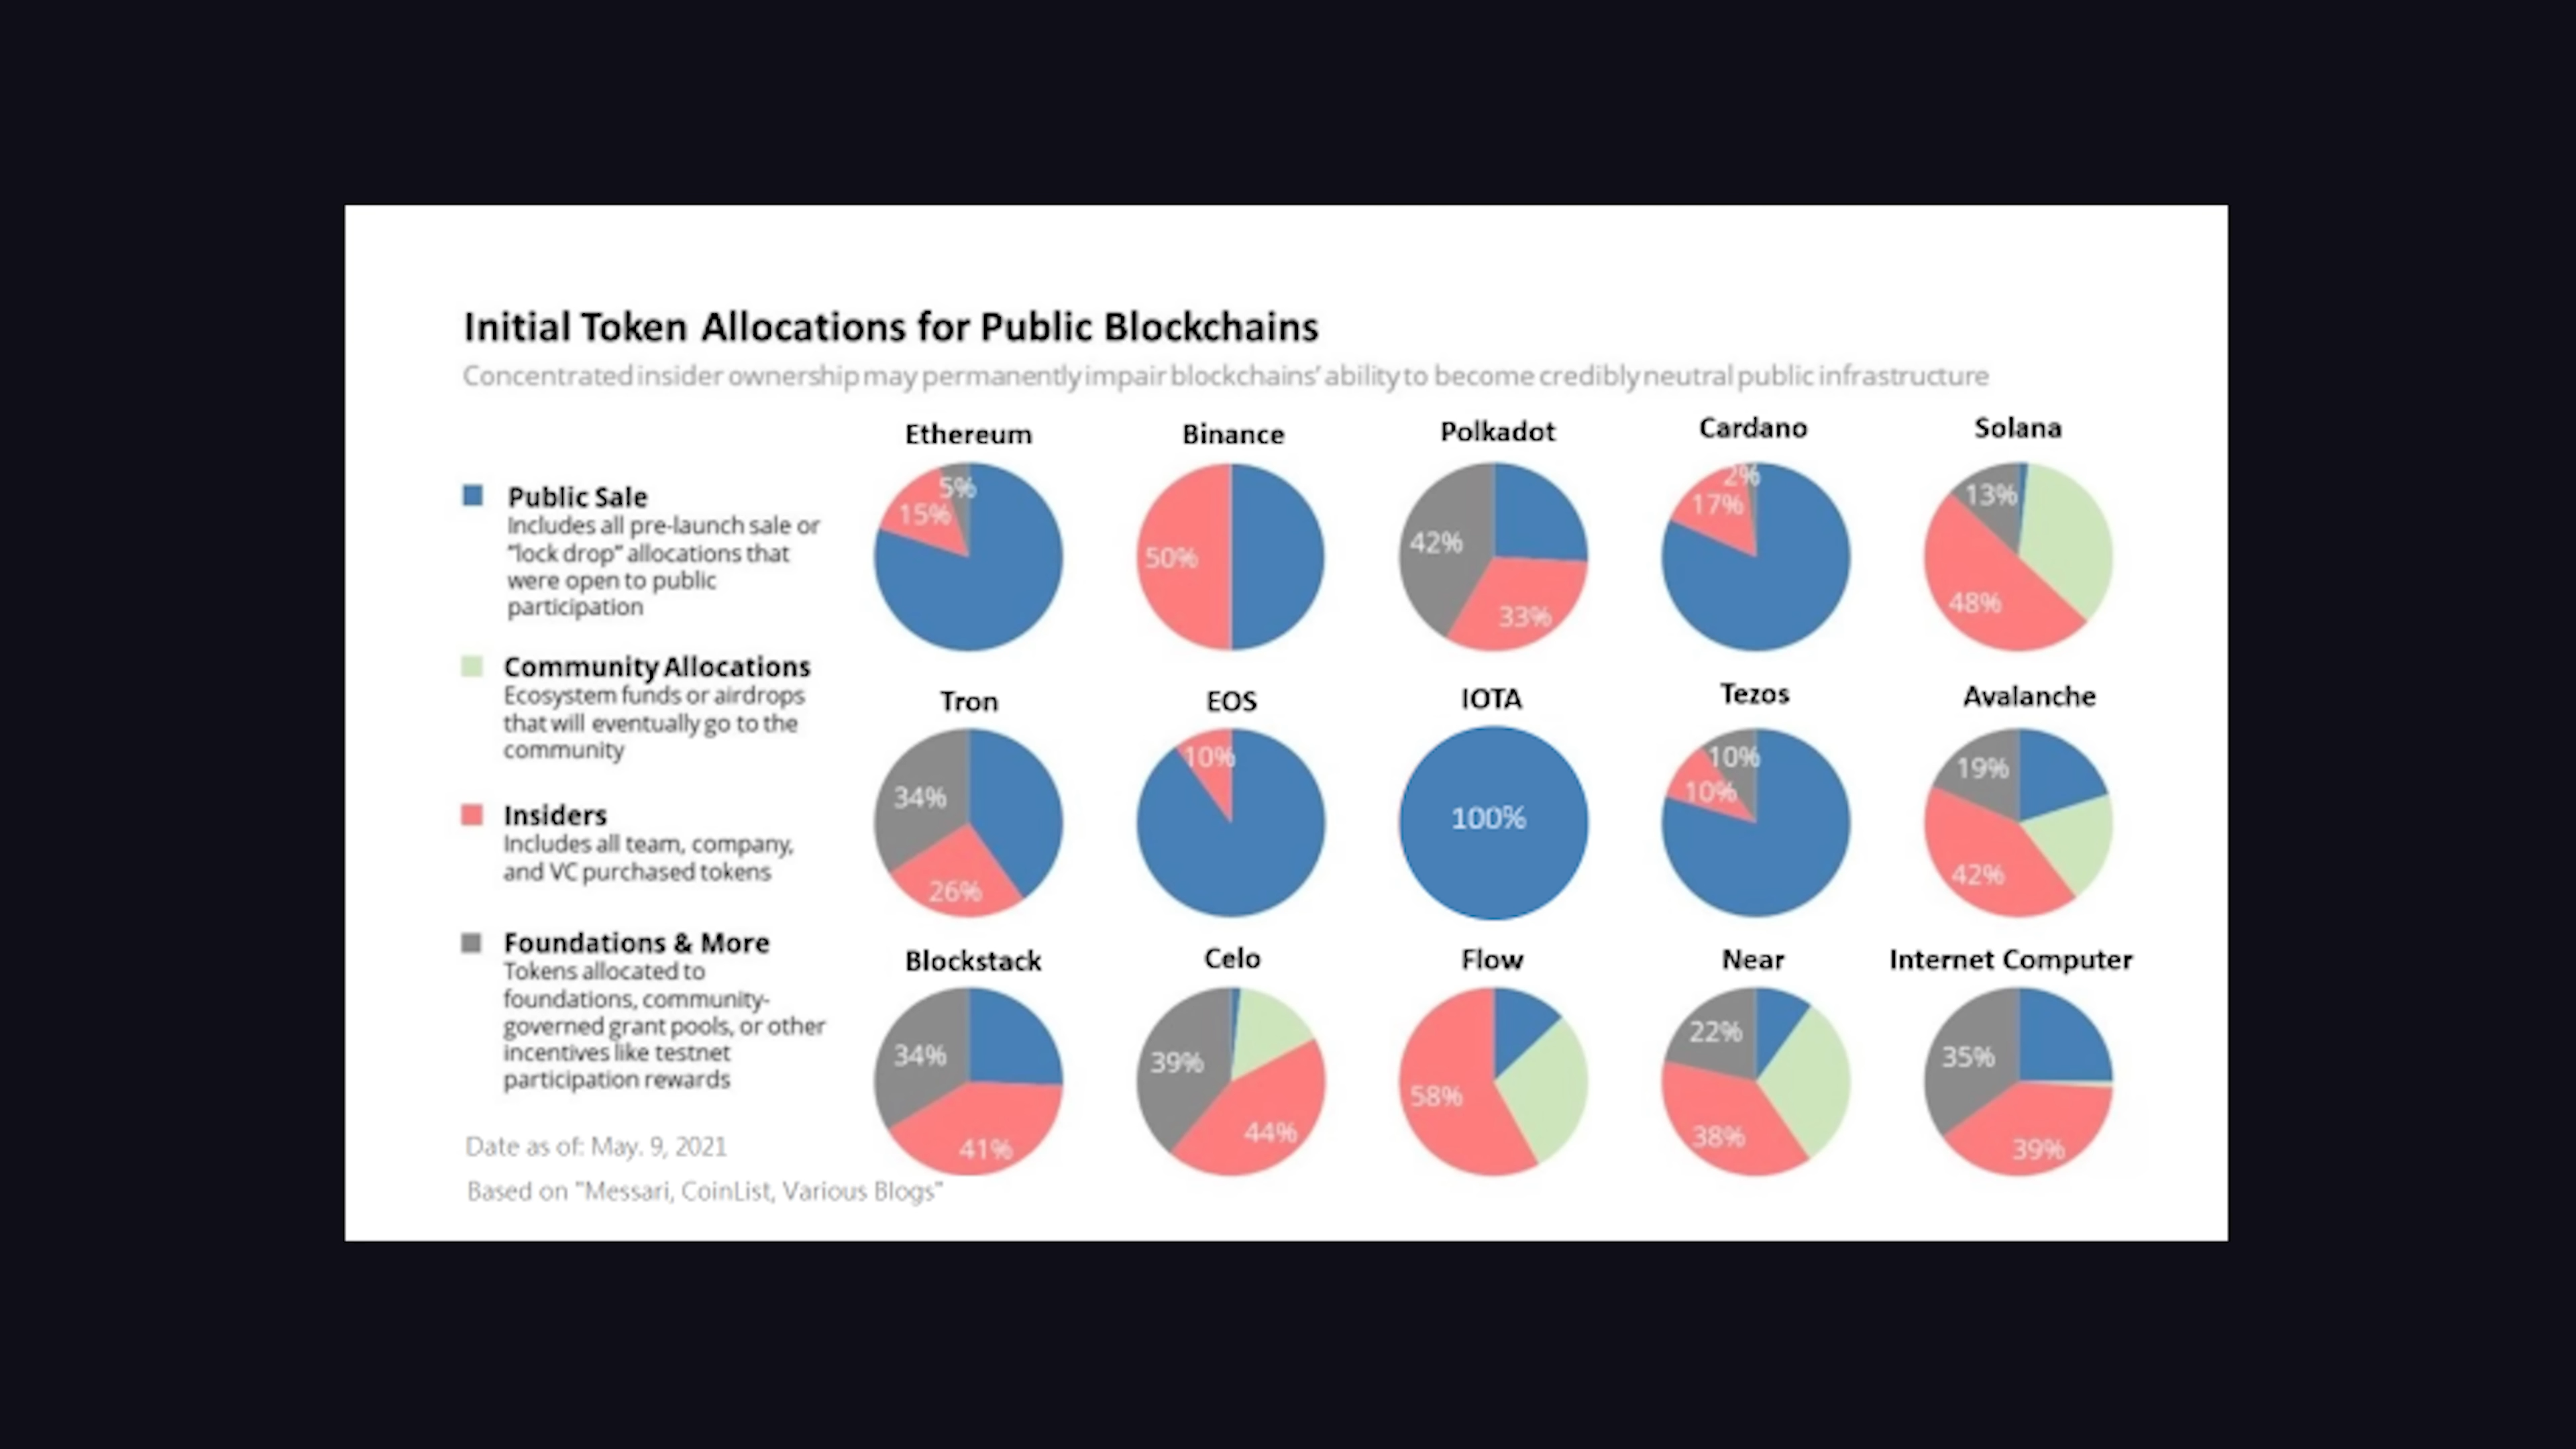 Initial Token Allocations for Public Blockchains
Concentrated insider ownership may permanently impair blockchains' ability to become credibly neutral public infrastructure
Public Sale
Includes all pre-launch sale or
"lock drop" allocations that
were open to public
participation
Community Allocations
Ecosystem funds or airdrops
that will eventually go to the
community
Insiders
Includes all team, company,
and VC purchased tokens
Foundations & More
Tokens allocated to
foundations, community-
governed grant pools, or other
incentives like testnet
participation rewards
Date as of: May. 9, 2021
Based on "Messari, CoinList, Various Blogs"
Ethereum
5%
15%
Binance
50%
Polkadot
42%
33%
Cardano
2%
17%
Solana
13%
48%
Tron
34%
26%
EOS
10%
IOTA
100%
Tezos
10%
10%
Avalanche
19%
42%
Blockstack
34%
41%
Celo
39%
44%
Flow
58%
Near
22%
38%
Internet Computer
35%
39%